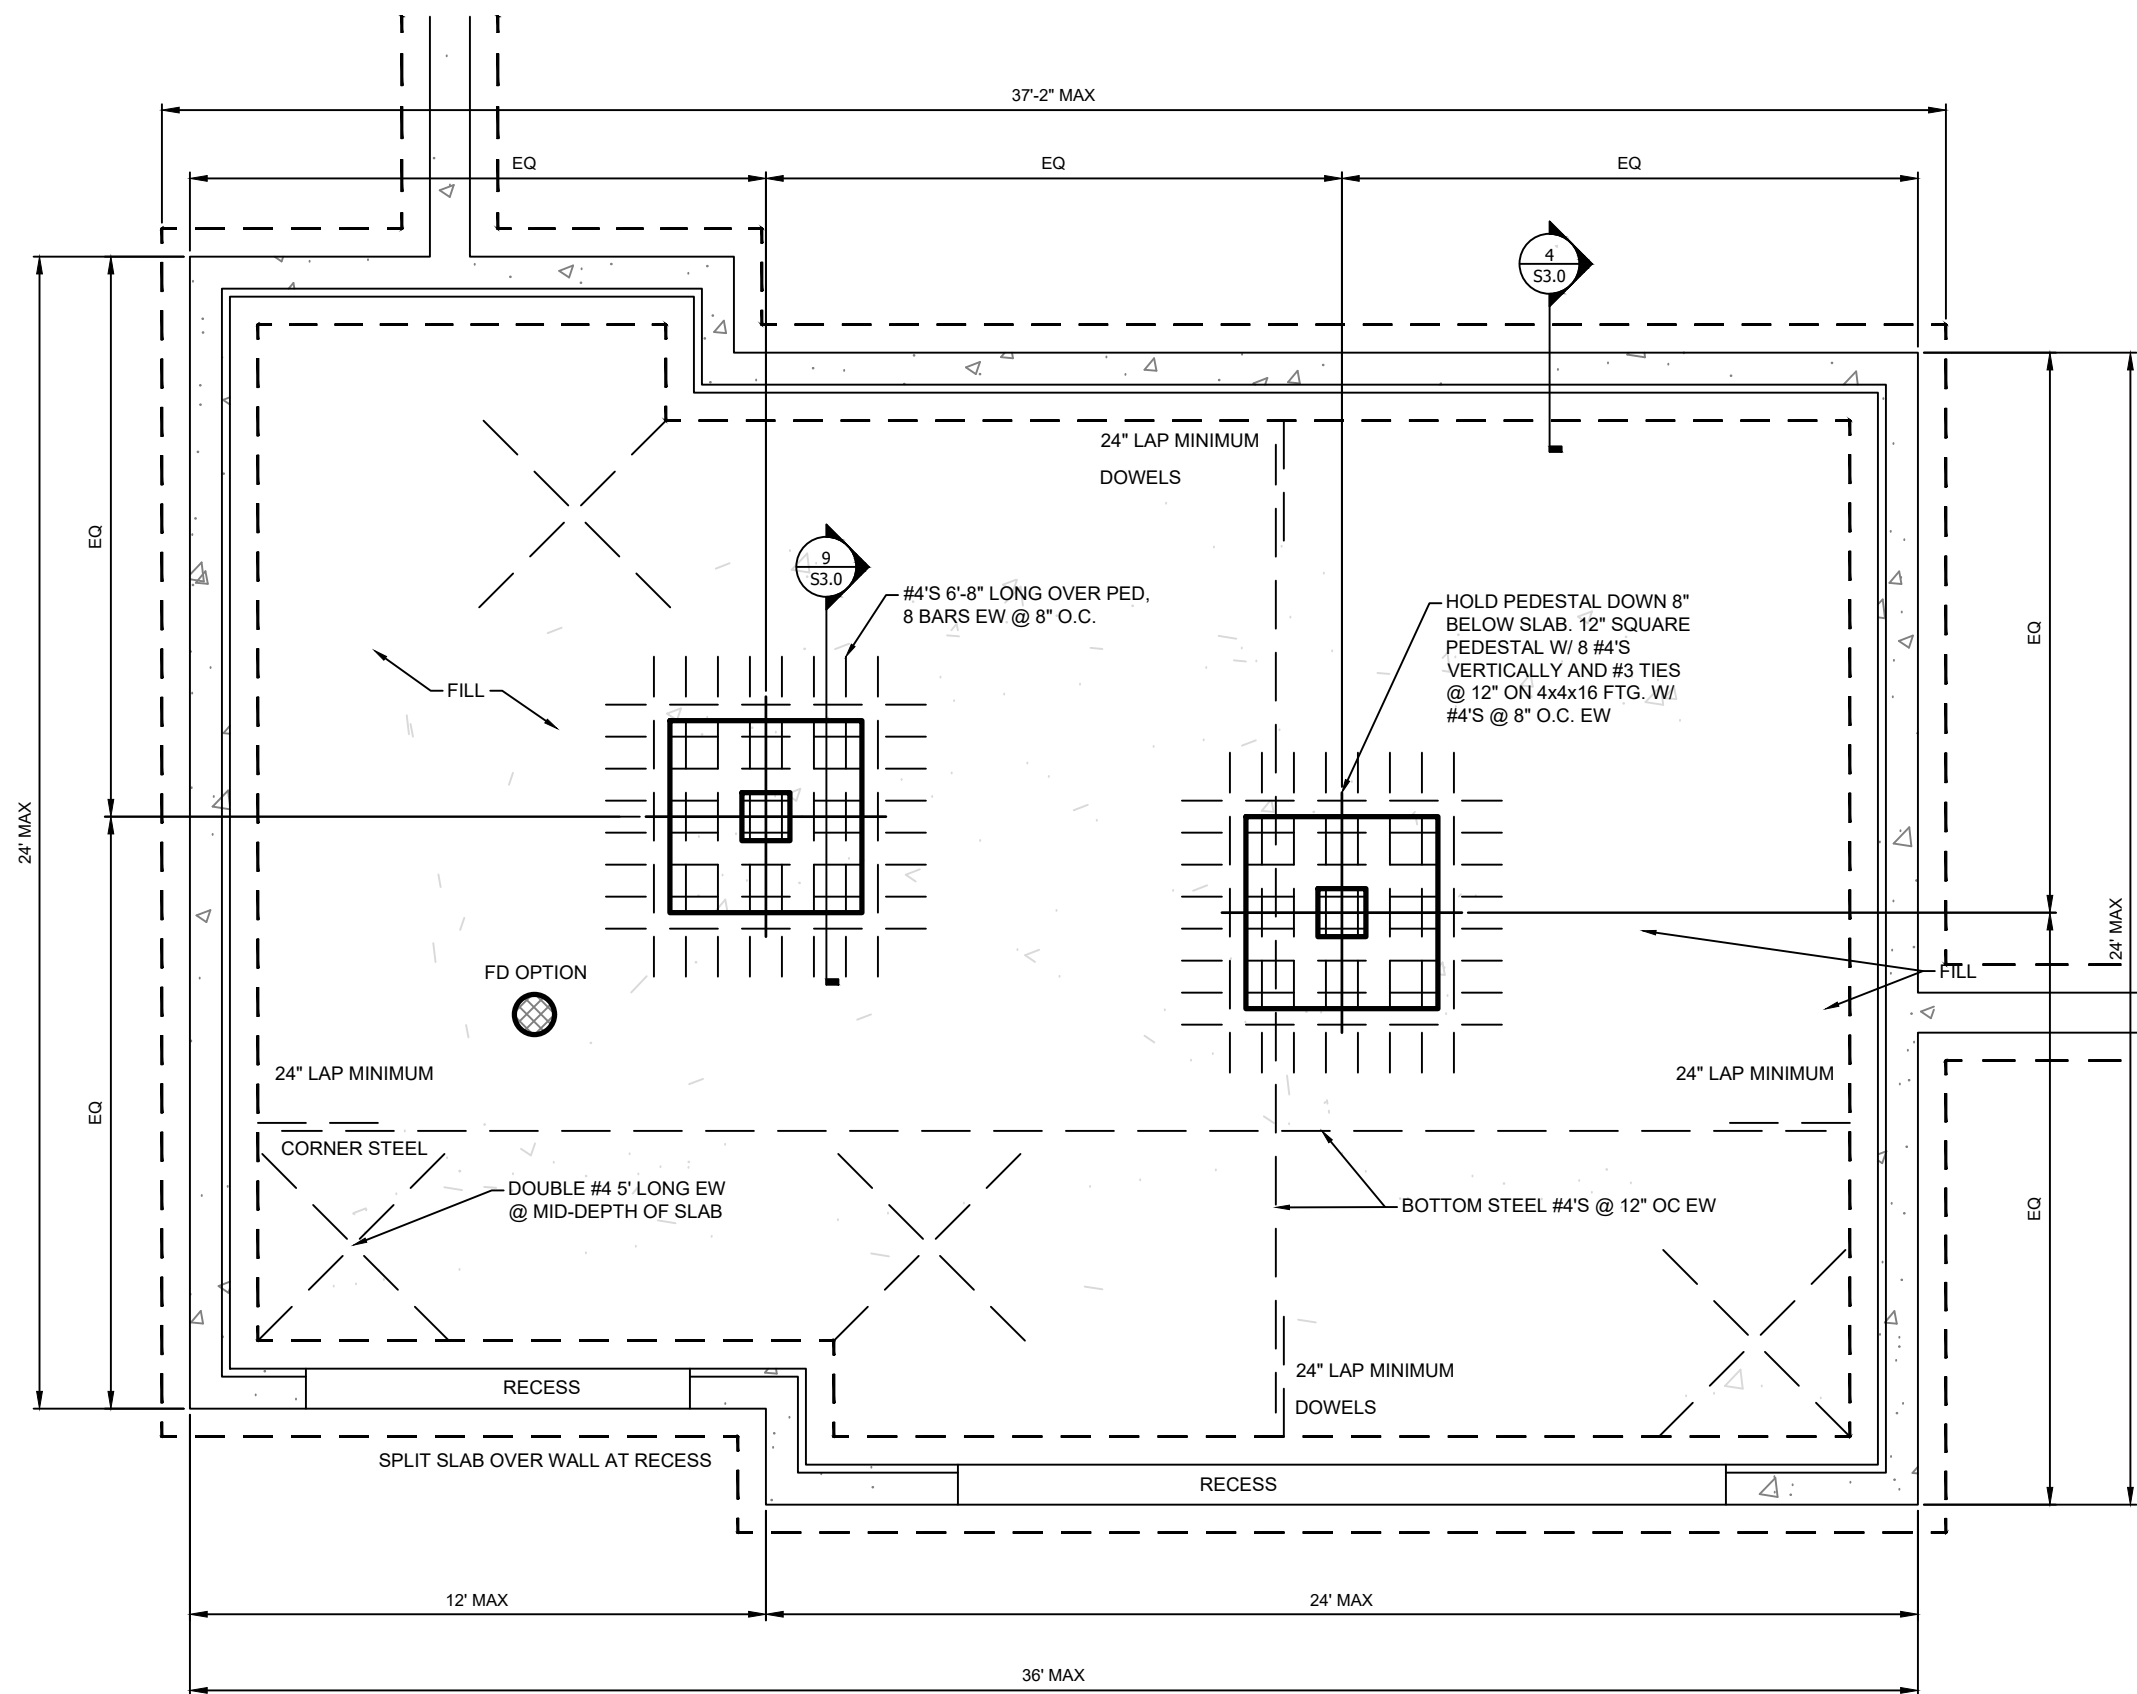 37'-2" MAX
EQ
EQ
EQ
4
S3.0
24" LAP MINIMUM
DOWELS
EQ
9
S3.0
#4'S 6'-8" LONG OVER PED,
8 BARS EW @ 8" O.C.
HOLD PEDESTAL DOWN 8"
BELOW SLAB. 12" SQUARE
PEDESTAL W/ 8 #4'S
VERTICALLY AND #3 TIES
@ 12" ON 4x4x16 FTG. W/
#4'S @ 8" O.C. EW
EQ
FILL
24' MAX
24' MAX
FD OPTION
FILL
24" LAP MINIMUM
24" LAP MINIMUM
EQ
CORNER STEEL
DOUBLE #4 5' LONG EW
@ MID-DEPTH OF SLAB
BOTTOM STEEL #4'S @ 12" OC EW
EQ
24" LAP MINIMUM
DOWELS
RECESS
SPLIT SLAB OVER WALL AT RECESS
RECESS
12' MAX
24' MAX
36' MAX